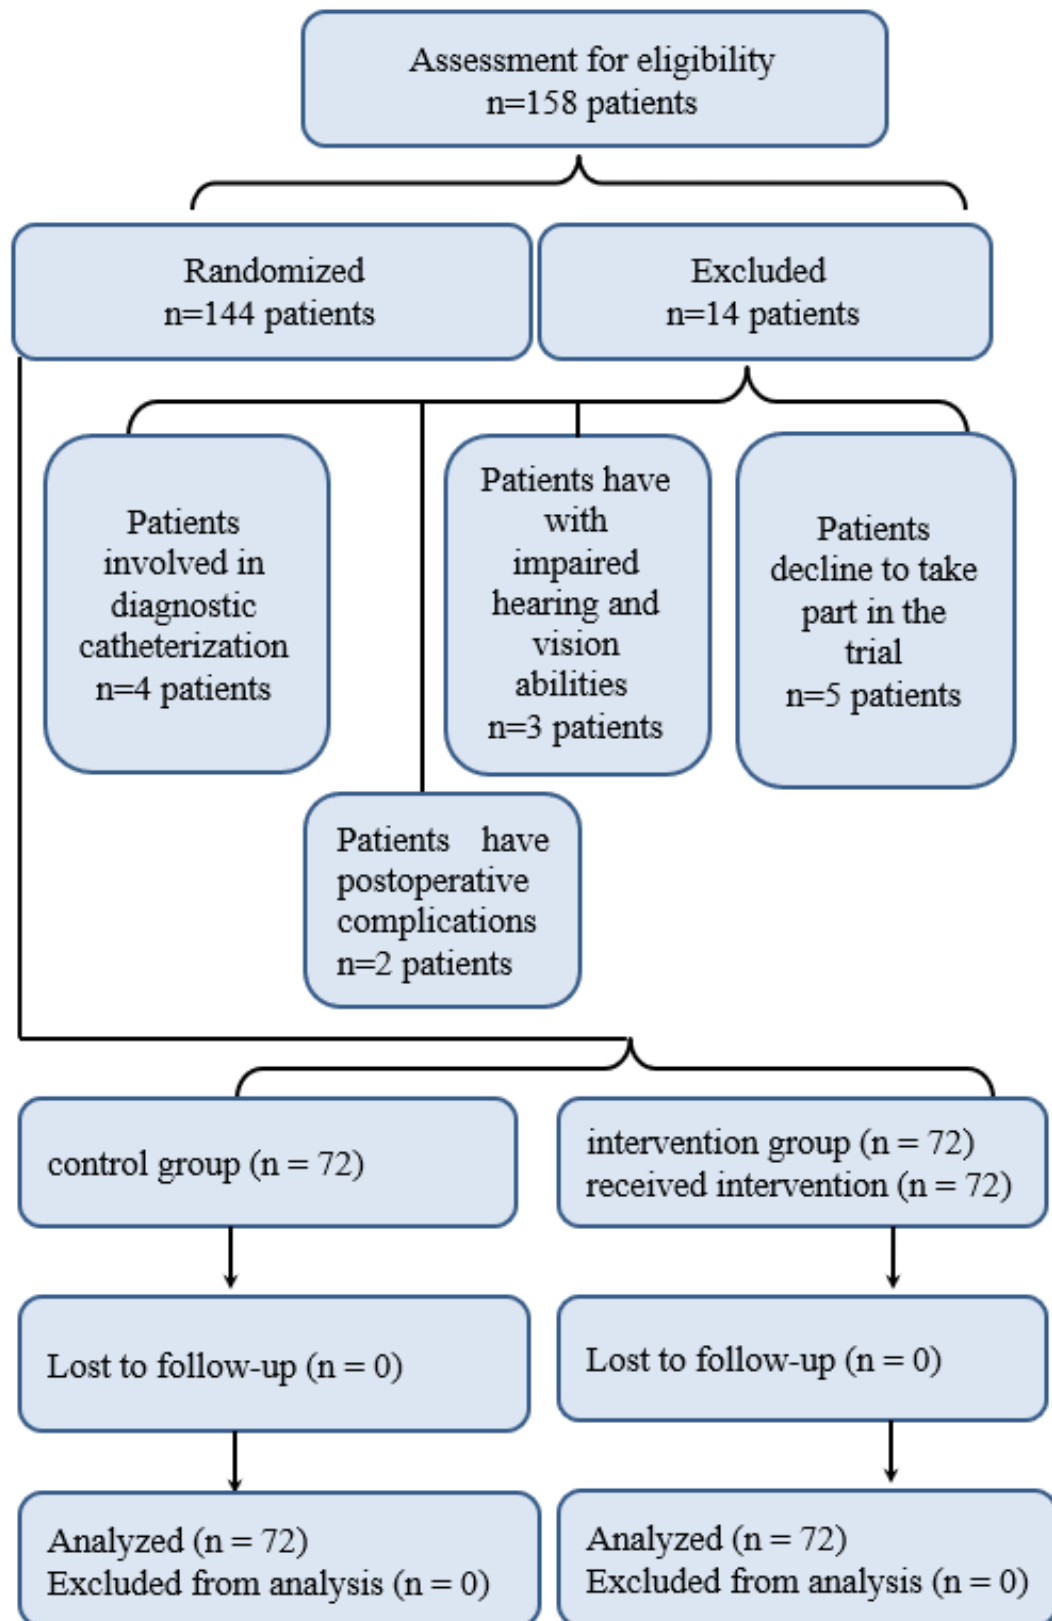 Assessment for eligibility
n=158 patients
Randomized
n=144 patients
Excluded
n=14 patients
Patients
involved in
diagnostic
catheterization
n=4 patients
Patients have
with
impaired
hearing and
vision
abilities
n=3 patients
Patients
decline to take
part in the
trial
n=5 patients
Patients have
postoperative
complications
n=2 patients
control group (n = 72)
intervention group (n = 72)
received intervention (n = 72)
Lost to follow-up (n = 0)
Lost to follow-up (n = 0)
Analyzed (n = 72)
Excluded from analysis (n = 0)
Analyzed (n = 72)
Excluded from analysis (n = 0)